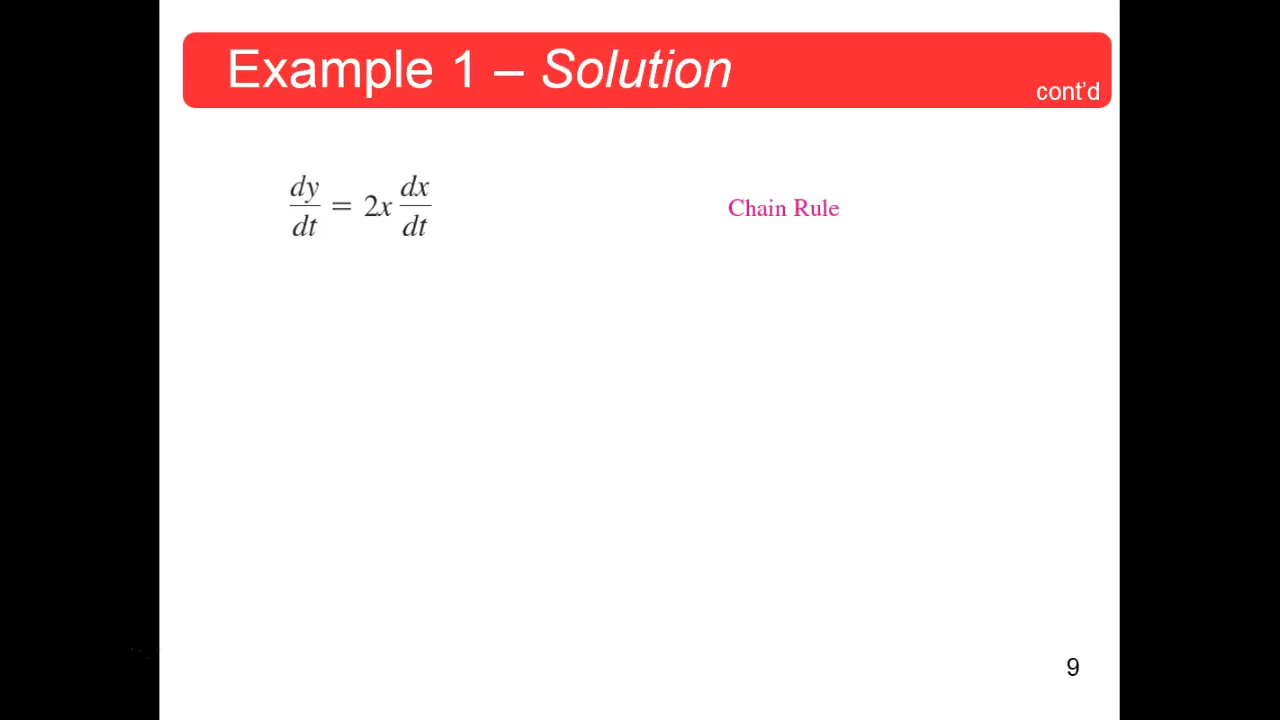 Example 1 – Solution
cont'd
dy/dt = 2x dx/dt
Chain Rule
9